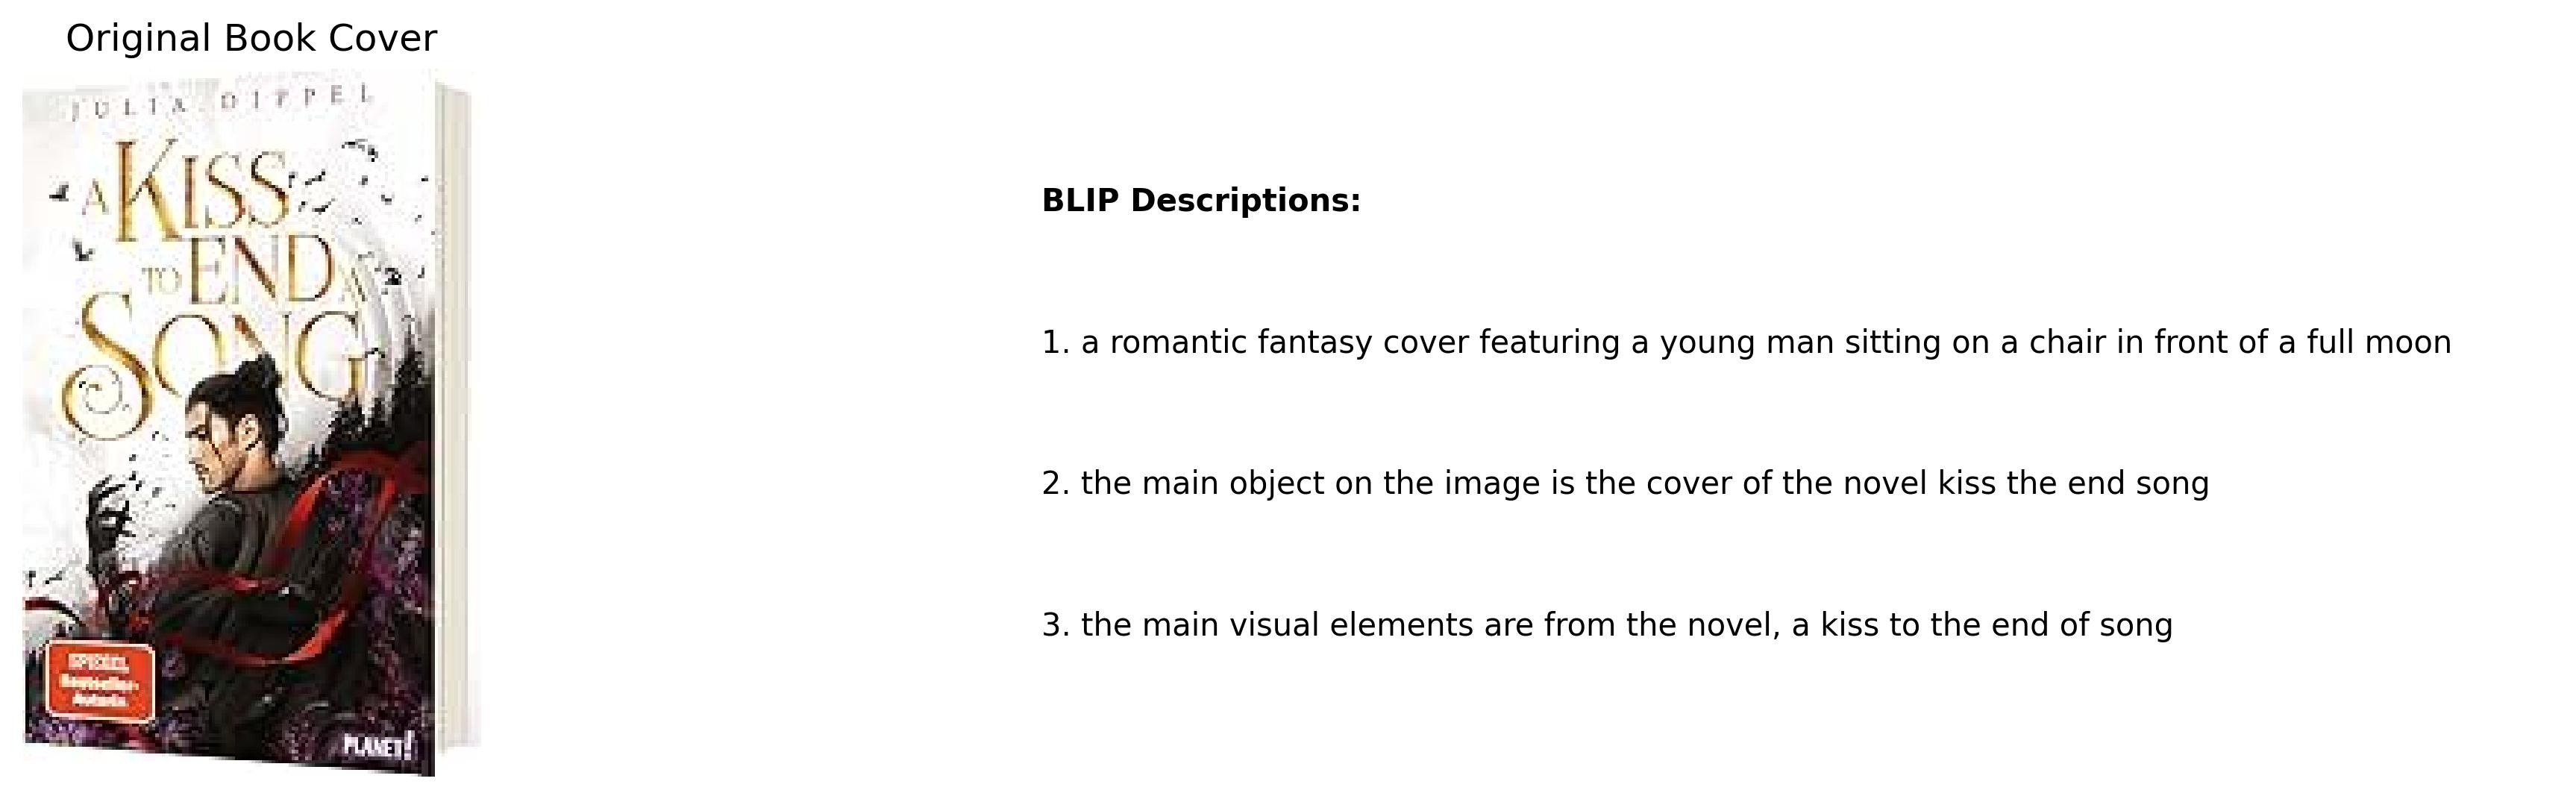 Original Book Cover
JULIA DIPPEL
A KISS
TO END A
SONG
SPIEGEL
Bestseller-
Autorin
PLANET!
BLIP Descriptions:
1. a romantic fantasy cover featuring a young man sitting on a chair in front of a full moon
2. the main object on the image is the cover of the novel kiss the end song
3. the main visual elements are from the novel, a kiss to the end of song